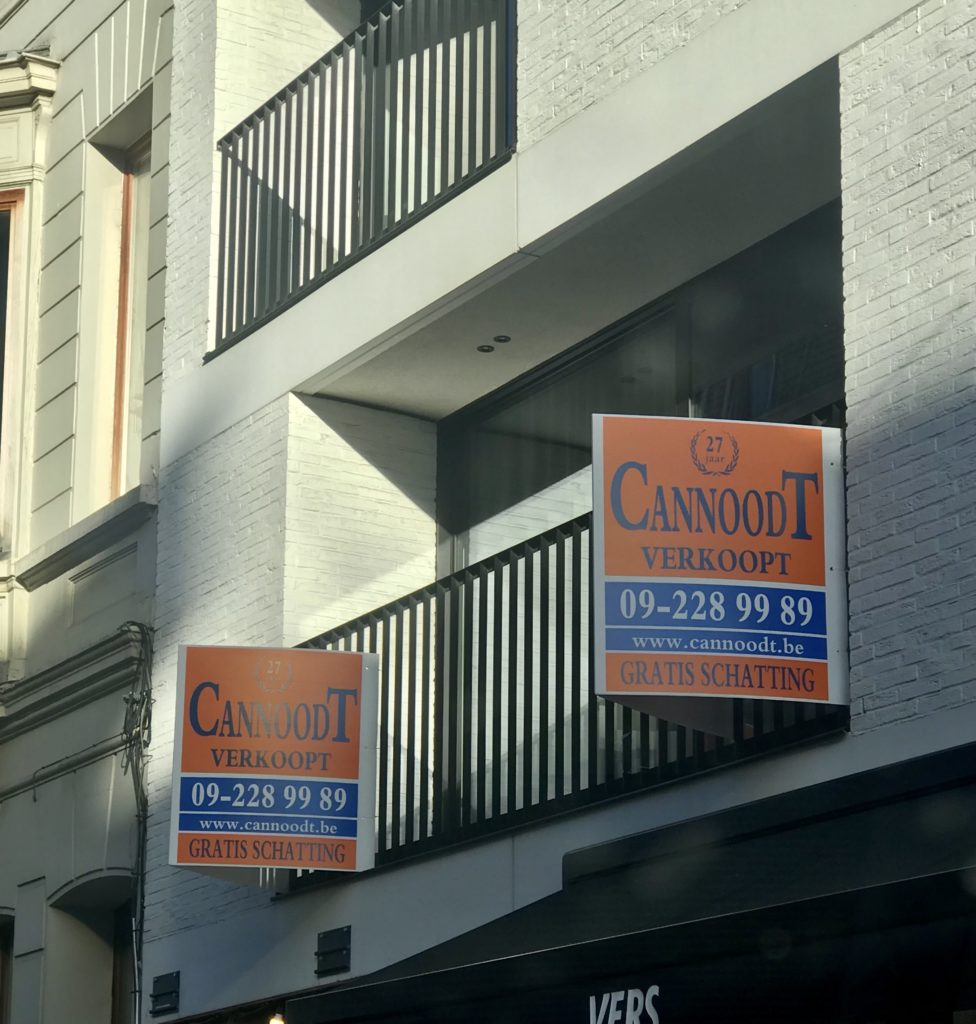 27
jaar
CANNOODT
VERKOOPT
09-228 99 89
www.cannoodt.be
GRATIS SCHATTING
27
CANNOODT
VERKOOPT
09-228 99 89
www.cannoodt.be
GRATIS SCHATTING
VERS